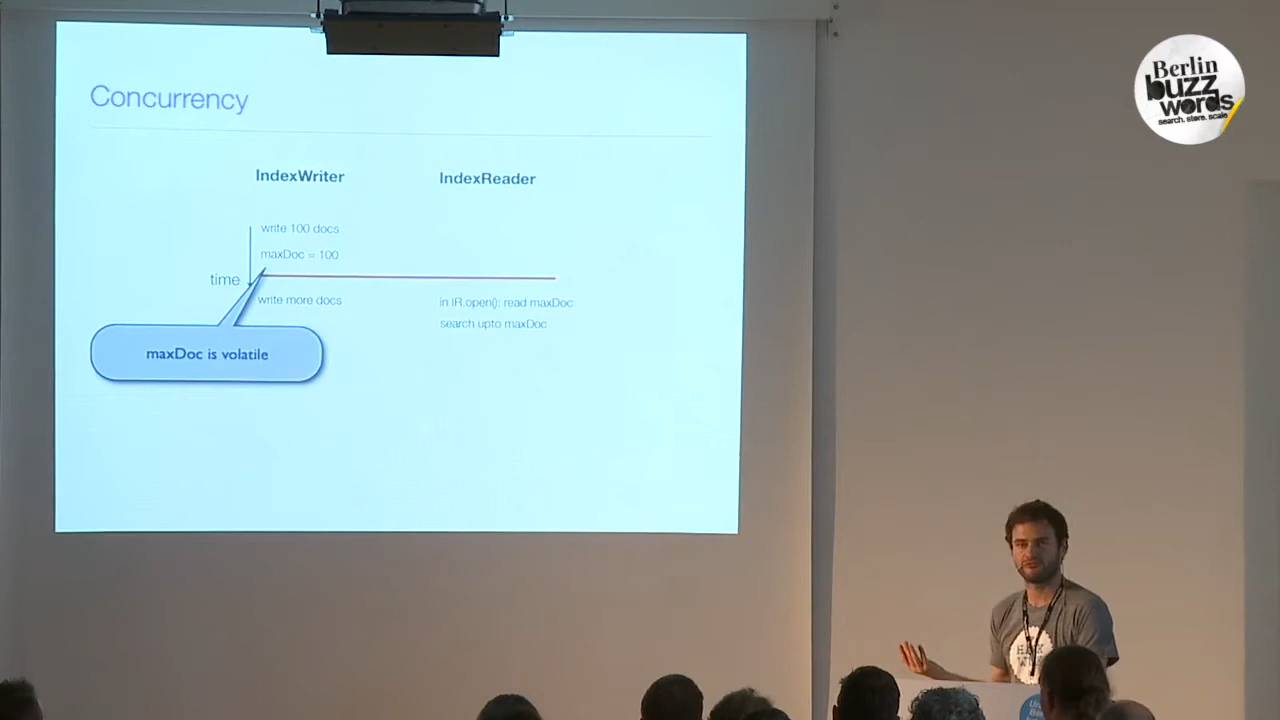 Concurrency
IndexWriter
IndexReader
write 100 docs
maxDoc = 100
time
write more docs
in IR.open(): read maxDoc
search upto maxDoc
maxDoc is volatile
Berlin
buzz
words
search. store. scale